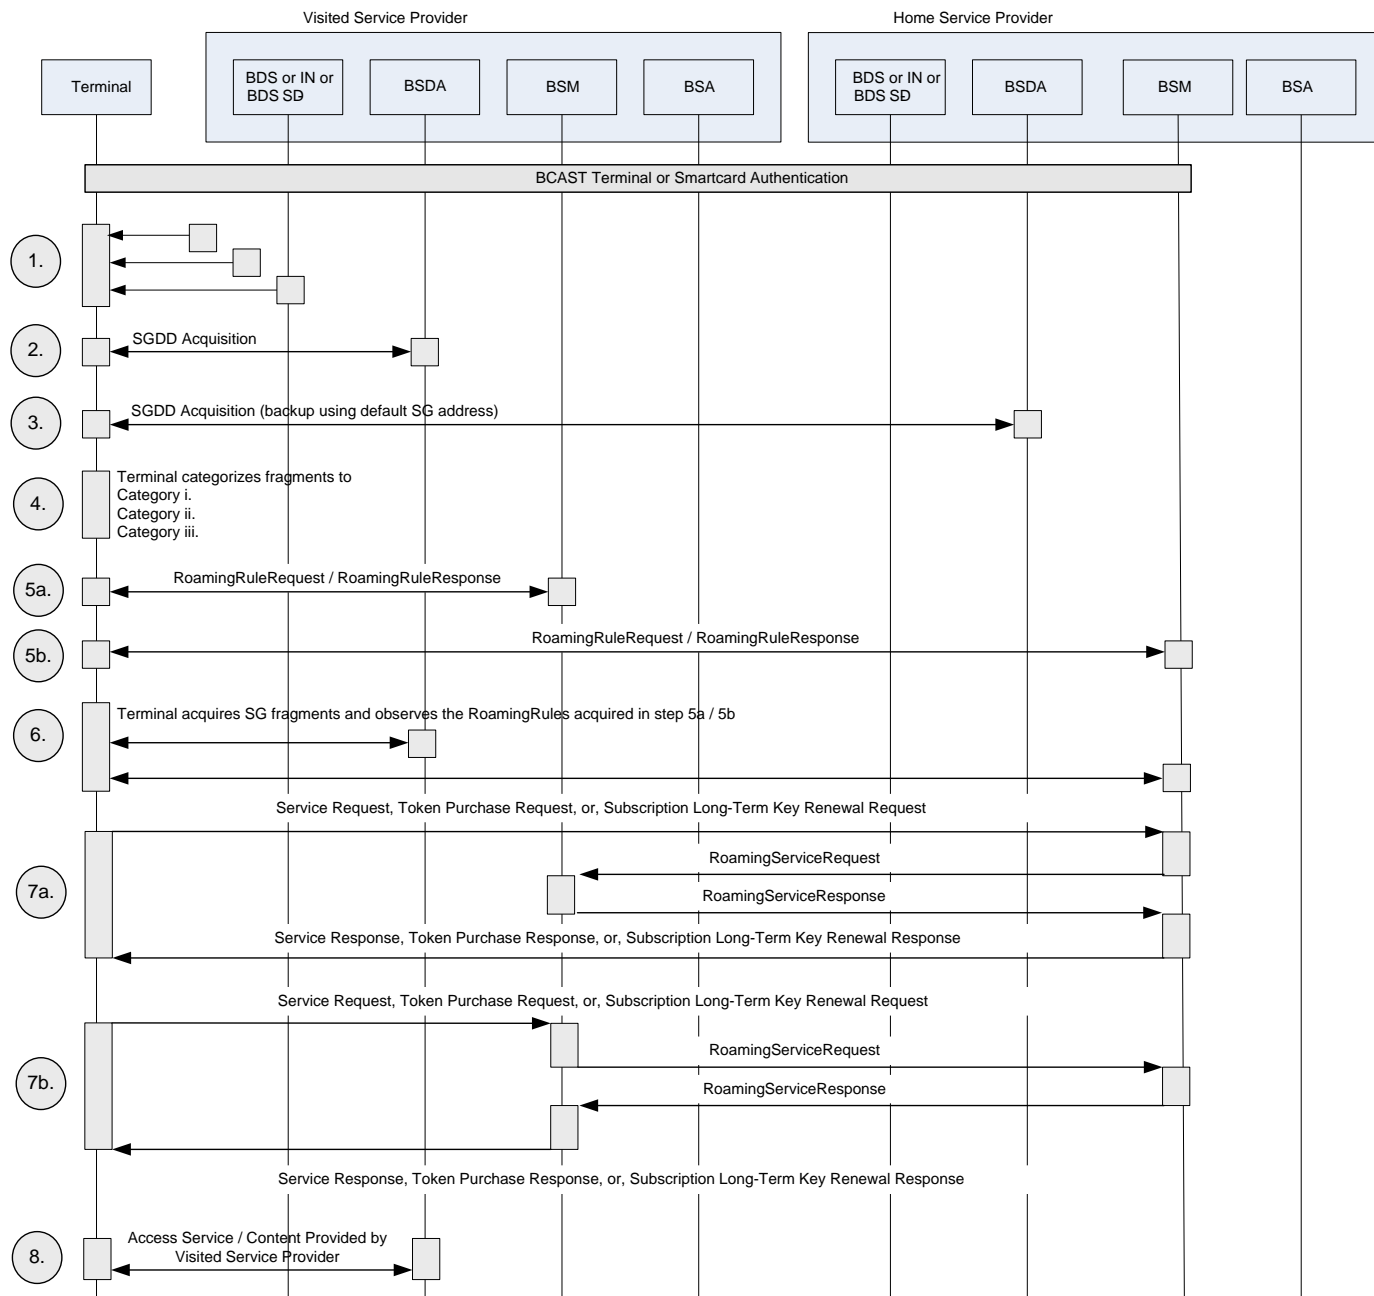 Visited Service Provider
Home Service Provider
Terminal
BDS or IN or
BDS SD
BSDA
BSM
BSA
BDS or IN or
BDS SD
BSDA
BSM
BSA
BCAST Terminal or Smartcard Authentication
1.
2.
SGDD Acquisition
3.
SGDD Acquisition (backup using default SG address)
4.
Terminal categorizes fragments to
Category i.
Category ii.
Category iii.
5a.
RoamingRuleRequest / RoamingRuleResponse
5b.
RoamingRuleRequest / RoamingRuleResponse
6.
Terminal acquires SG fragments and observes the RoamingRules acquired in step 5a / 5b
Service Request, Token Purchase Request, or, Subscription Long-Term Key Renewal Request
7a.
RoamingServiceRequest
RoamingServiceResponse
Service Response, Token Purchase Response, or, Subscription Long-Term Key Renewal Response
Service Request, Token Purchase Request, or, Subscription Long-Term Key Renewal Request
7b.
RoamingServiceRequest
RoamingServiceResponse
Service Response, Token Purchase Response, or, Subscription Long-Term Key Renewal Response
8.
Access Service / Content Provided by
Visited Service Provider